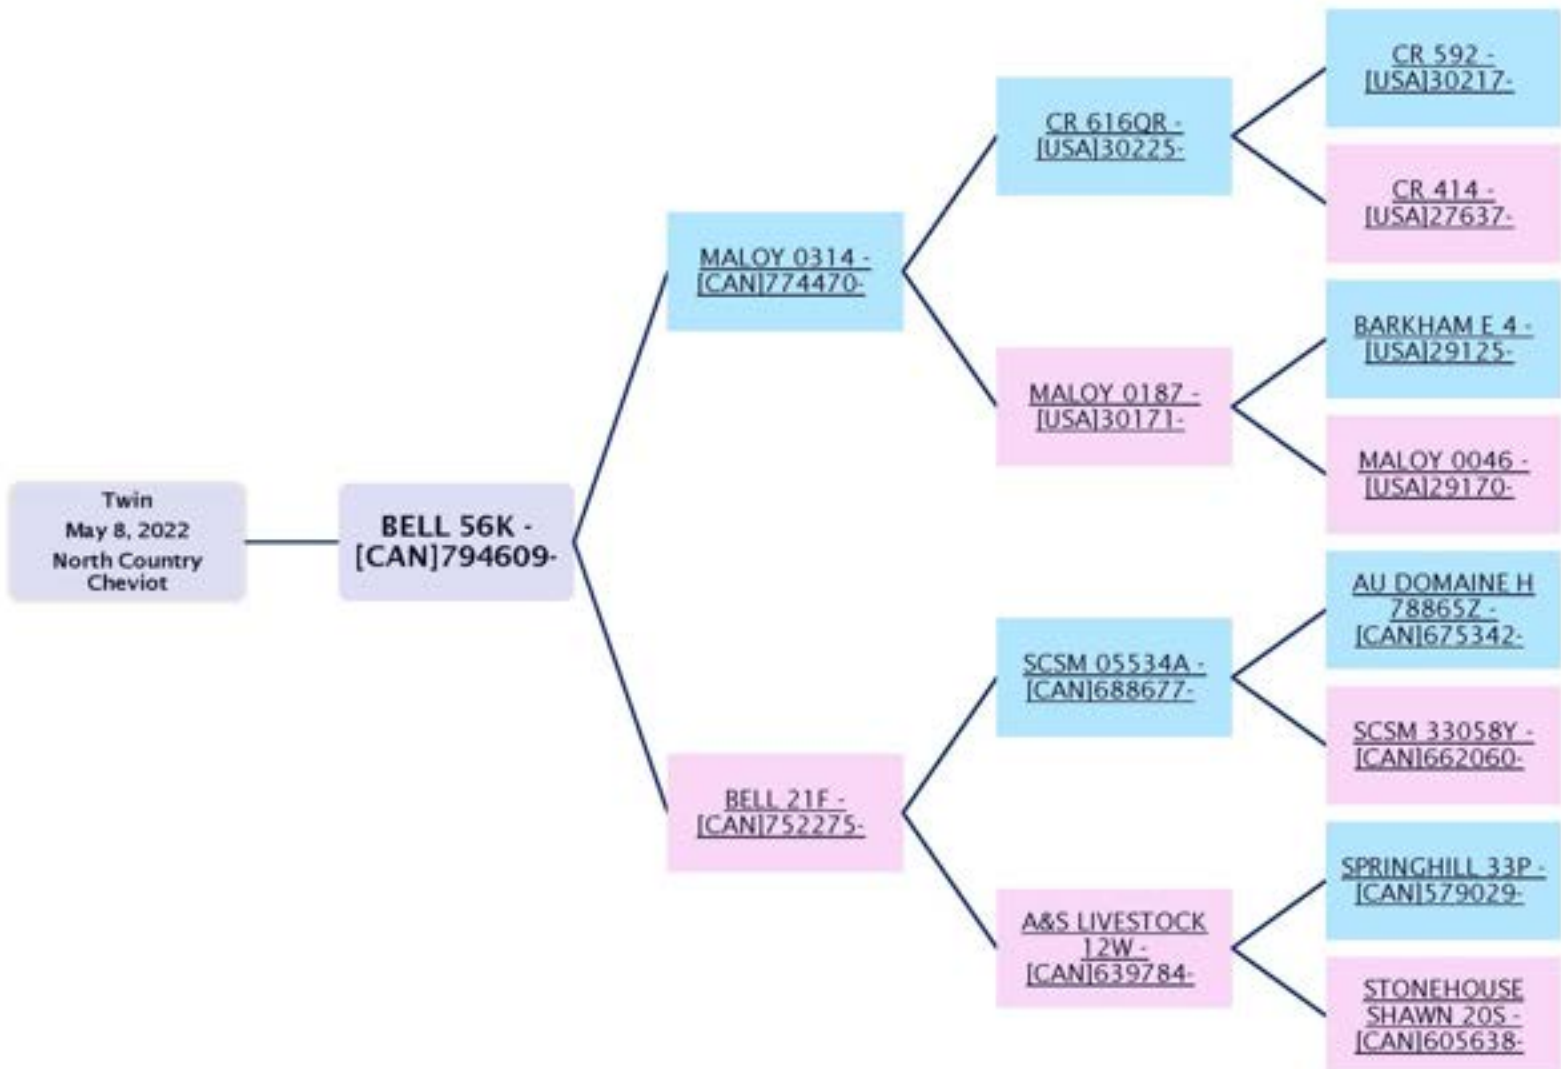 Twin
May 8, 2022
North Country
Cheviot
BELL 56K -
[CAN]794609-
MALOY 0314 -
[CAN]774470-
BELL 21F -
[CAN]752275-
CR 616QR -
[USA]30225-
MALOY 0187 -
[USA]30171-
SCSM 05534A -
[CAN]688677-
A&S LIVESTOCK
12W -
[CAN]639784-
CR 592 -
[USA]30217-
CR 414 -
[USA]27637-
BARKHAM E 4 -
[USA]29125-
MALOY 0046 -
[USA]29170-
AU DOMAINE H
78865Z -
[CAN]675342-
SCSM 33058Y -
[CAN]662060-
SPRINGHILL 33P -
[CAN]579029-
STONEHOUSE
SHAWN 20S -
[CAN]605638-